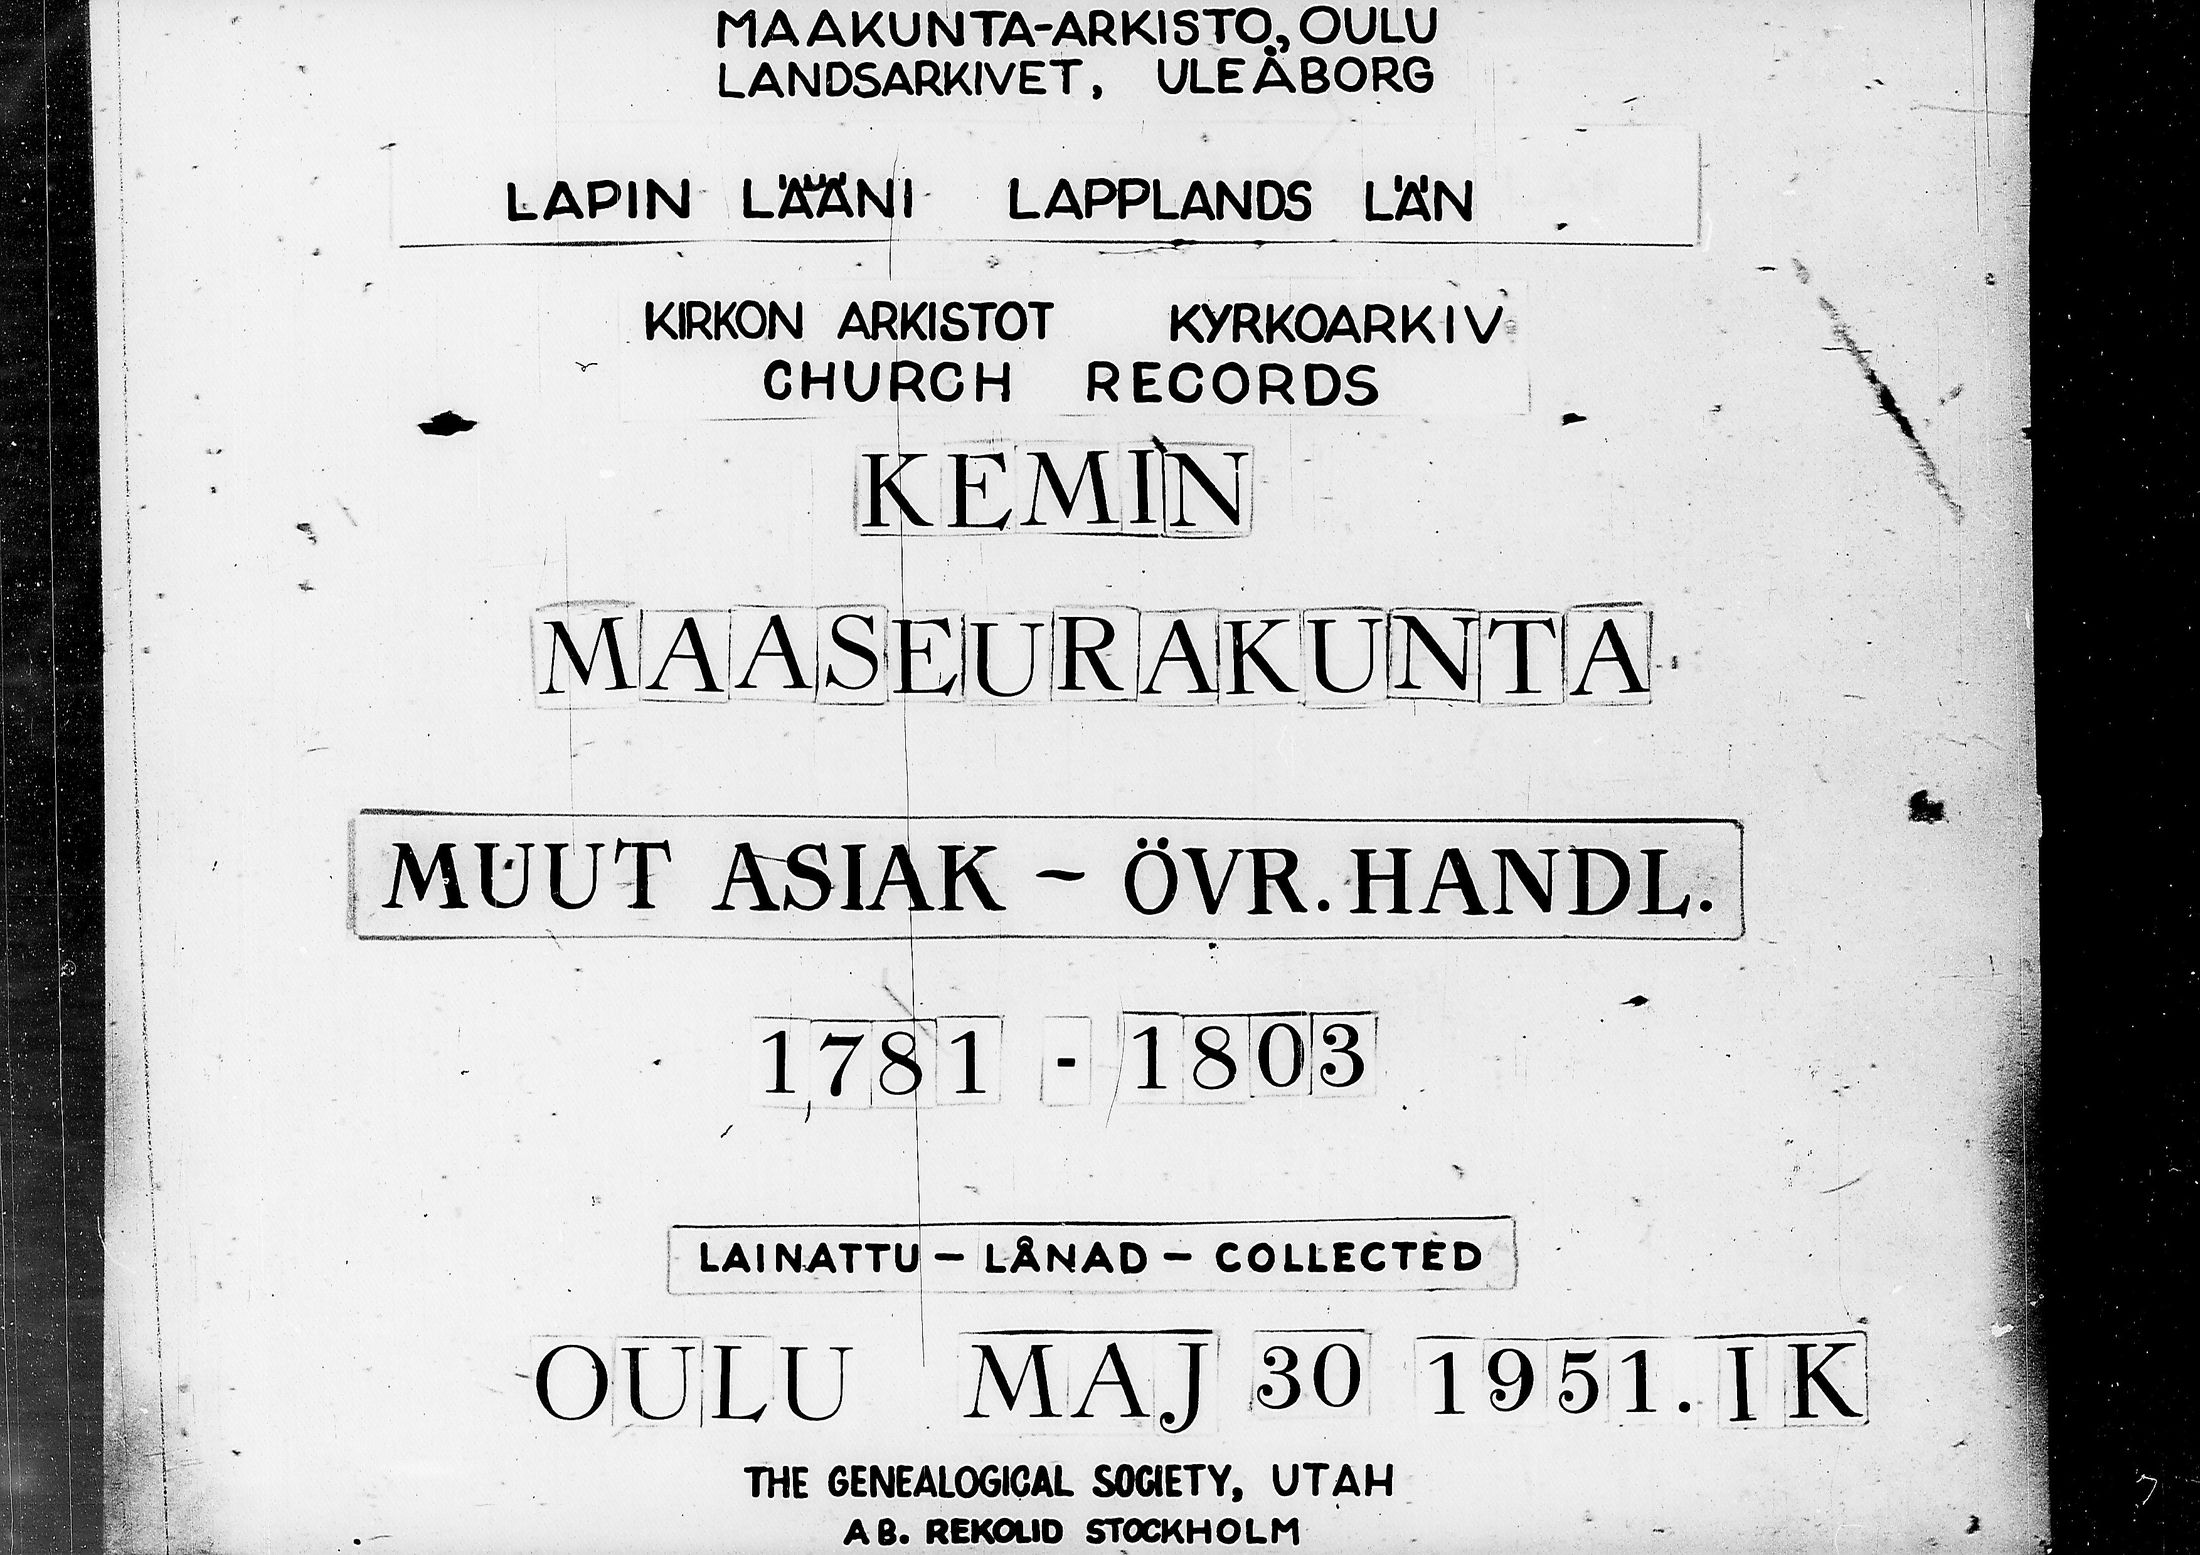 MAAKUNTA-ARKISTO, OULU
LANDSARKIVET, ULEÅBORG
LAPIN LÄÄNI LAPPLANDS LÄN
KIRKON ARKISTOT KYRKOARKIV
CHURCH RECORDS
KEMIN
MAASEURAKUNTA
MUUT ASIAK - ÖVR. HANDL.
1781 - 1803
LAINATTU - LÅNAD - COLLECTED
OULU MAJ 30 1951. IK
THE GENEALOGICAL SOCIETY, UTAH
AB. REKOLID STOCKHOLM